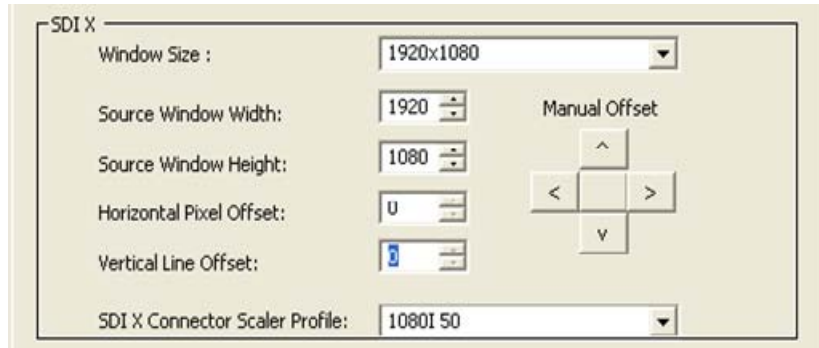 SDI X
Window Size : 1920x1080
Source Window Width: 1920 Manual Offset
Source Window Height: 1080 ^
Horizontal Pixel Offset: 0 < >
Vertical Line Offset: 0 v
SDI X Connector Scaler Profile: 1080I 50